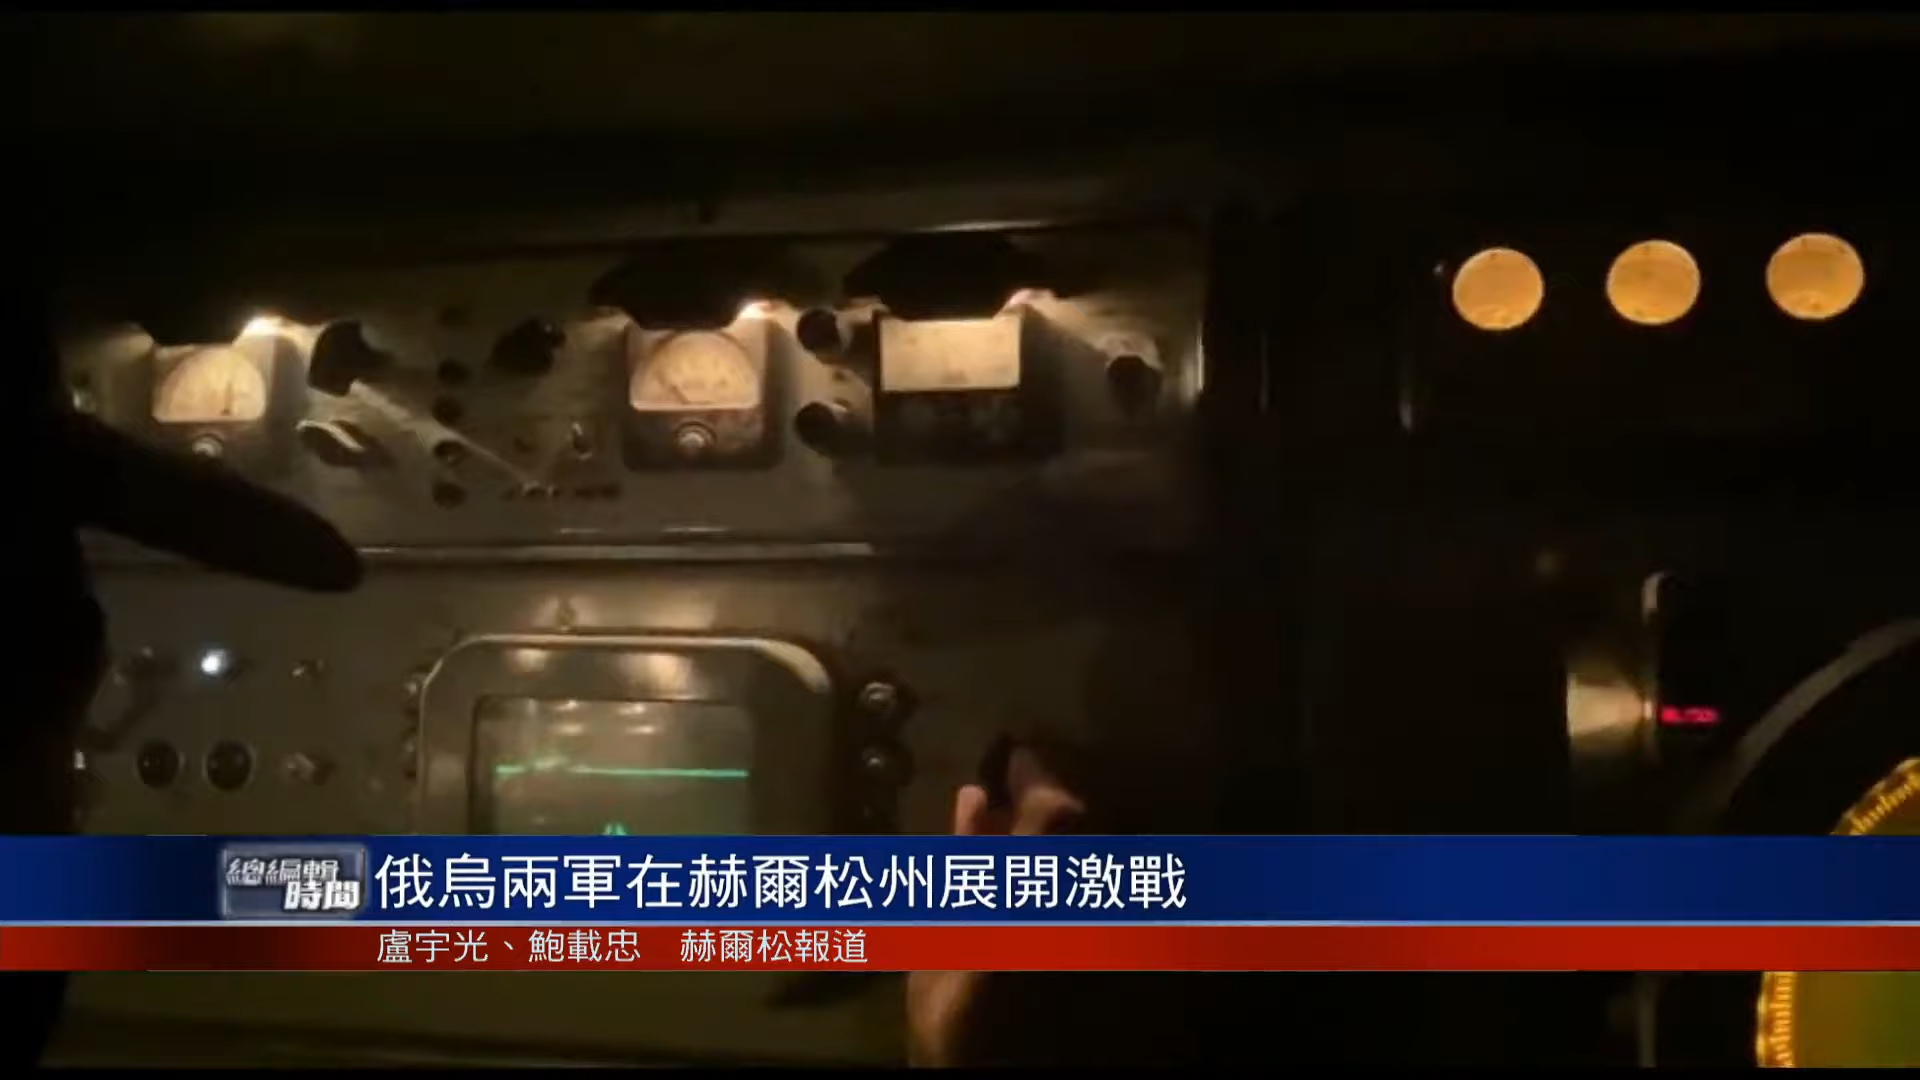 總編輯
時間
俄烏兩軍在赫爾松州展開激戰
盧宇光、鮑載忠 赫爾松報道